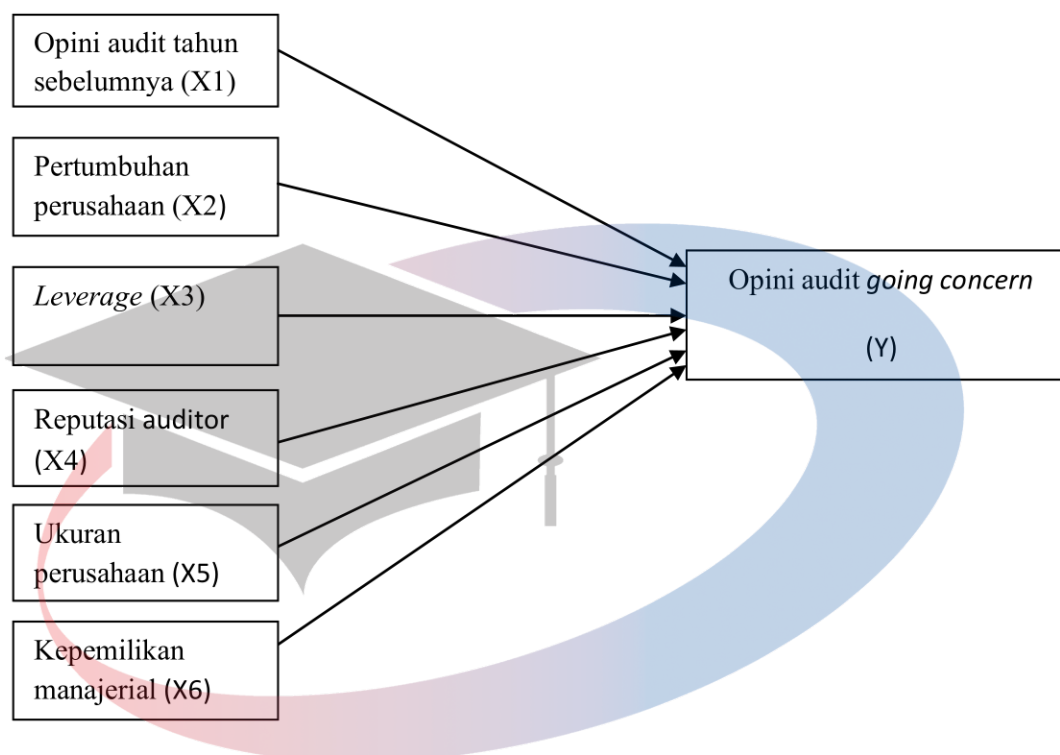 Opini audit tahun
sebelumnya (X1)
Pertumbuhan
perusahaan (X2)
Leverage (X3)
Reputasi auditor
(X4)
Ukuran
perusahaan (X5)
Kepemilikan
manajerial (X6)
Opini audit going concern
(Y)